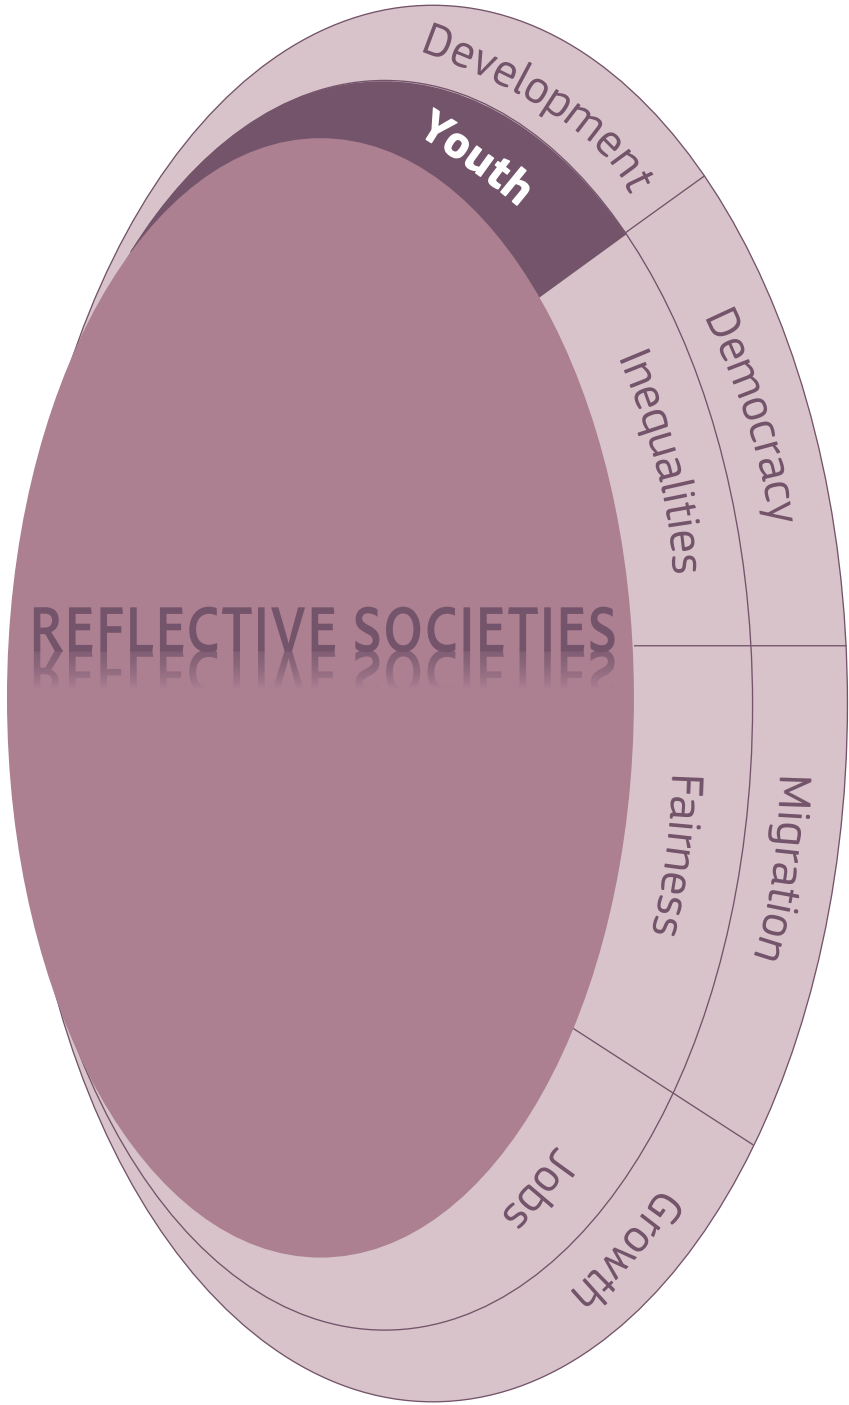 Development
Youth
Democracy
Inequalities
REFLECTIVE SOCIETIES
Fairness
Migration
Jobs
Growth